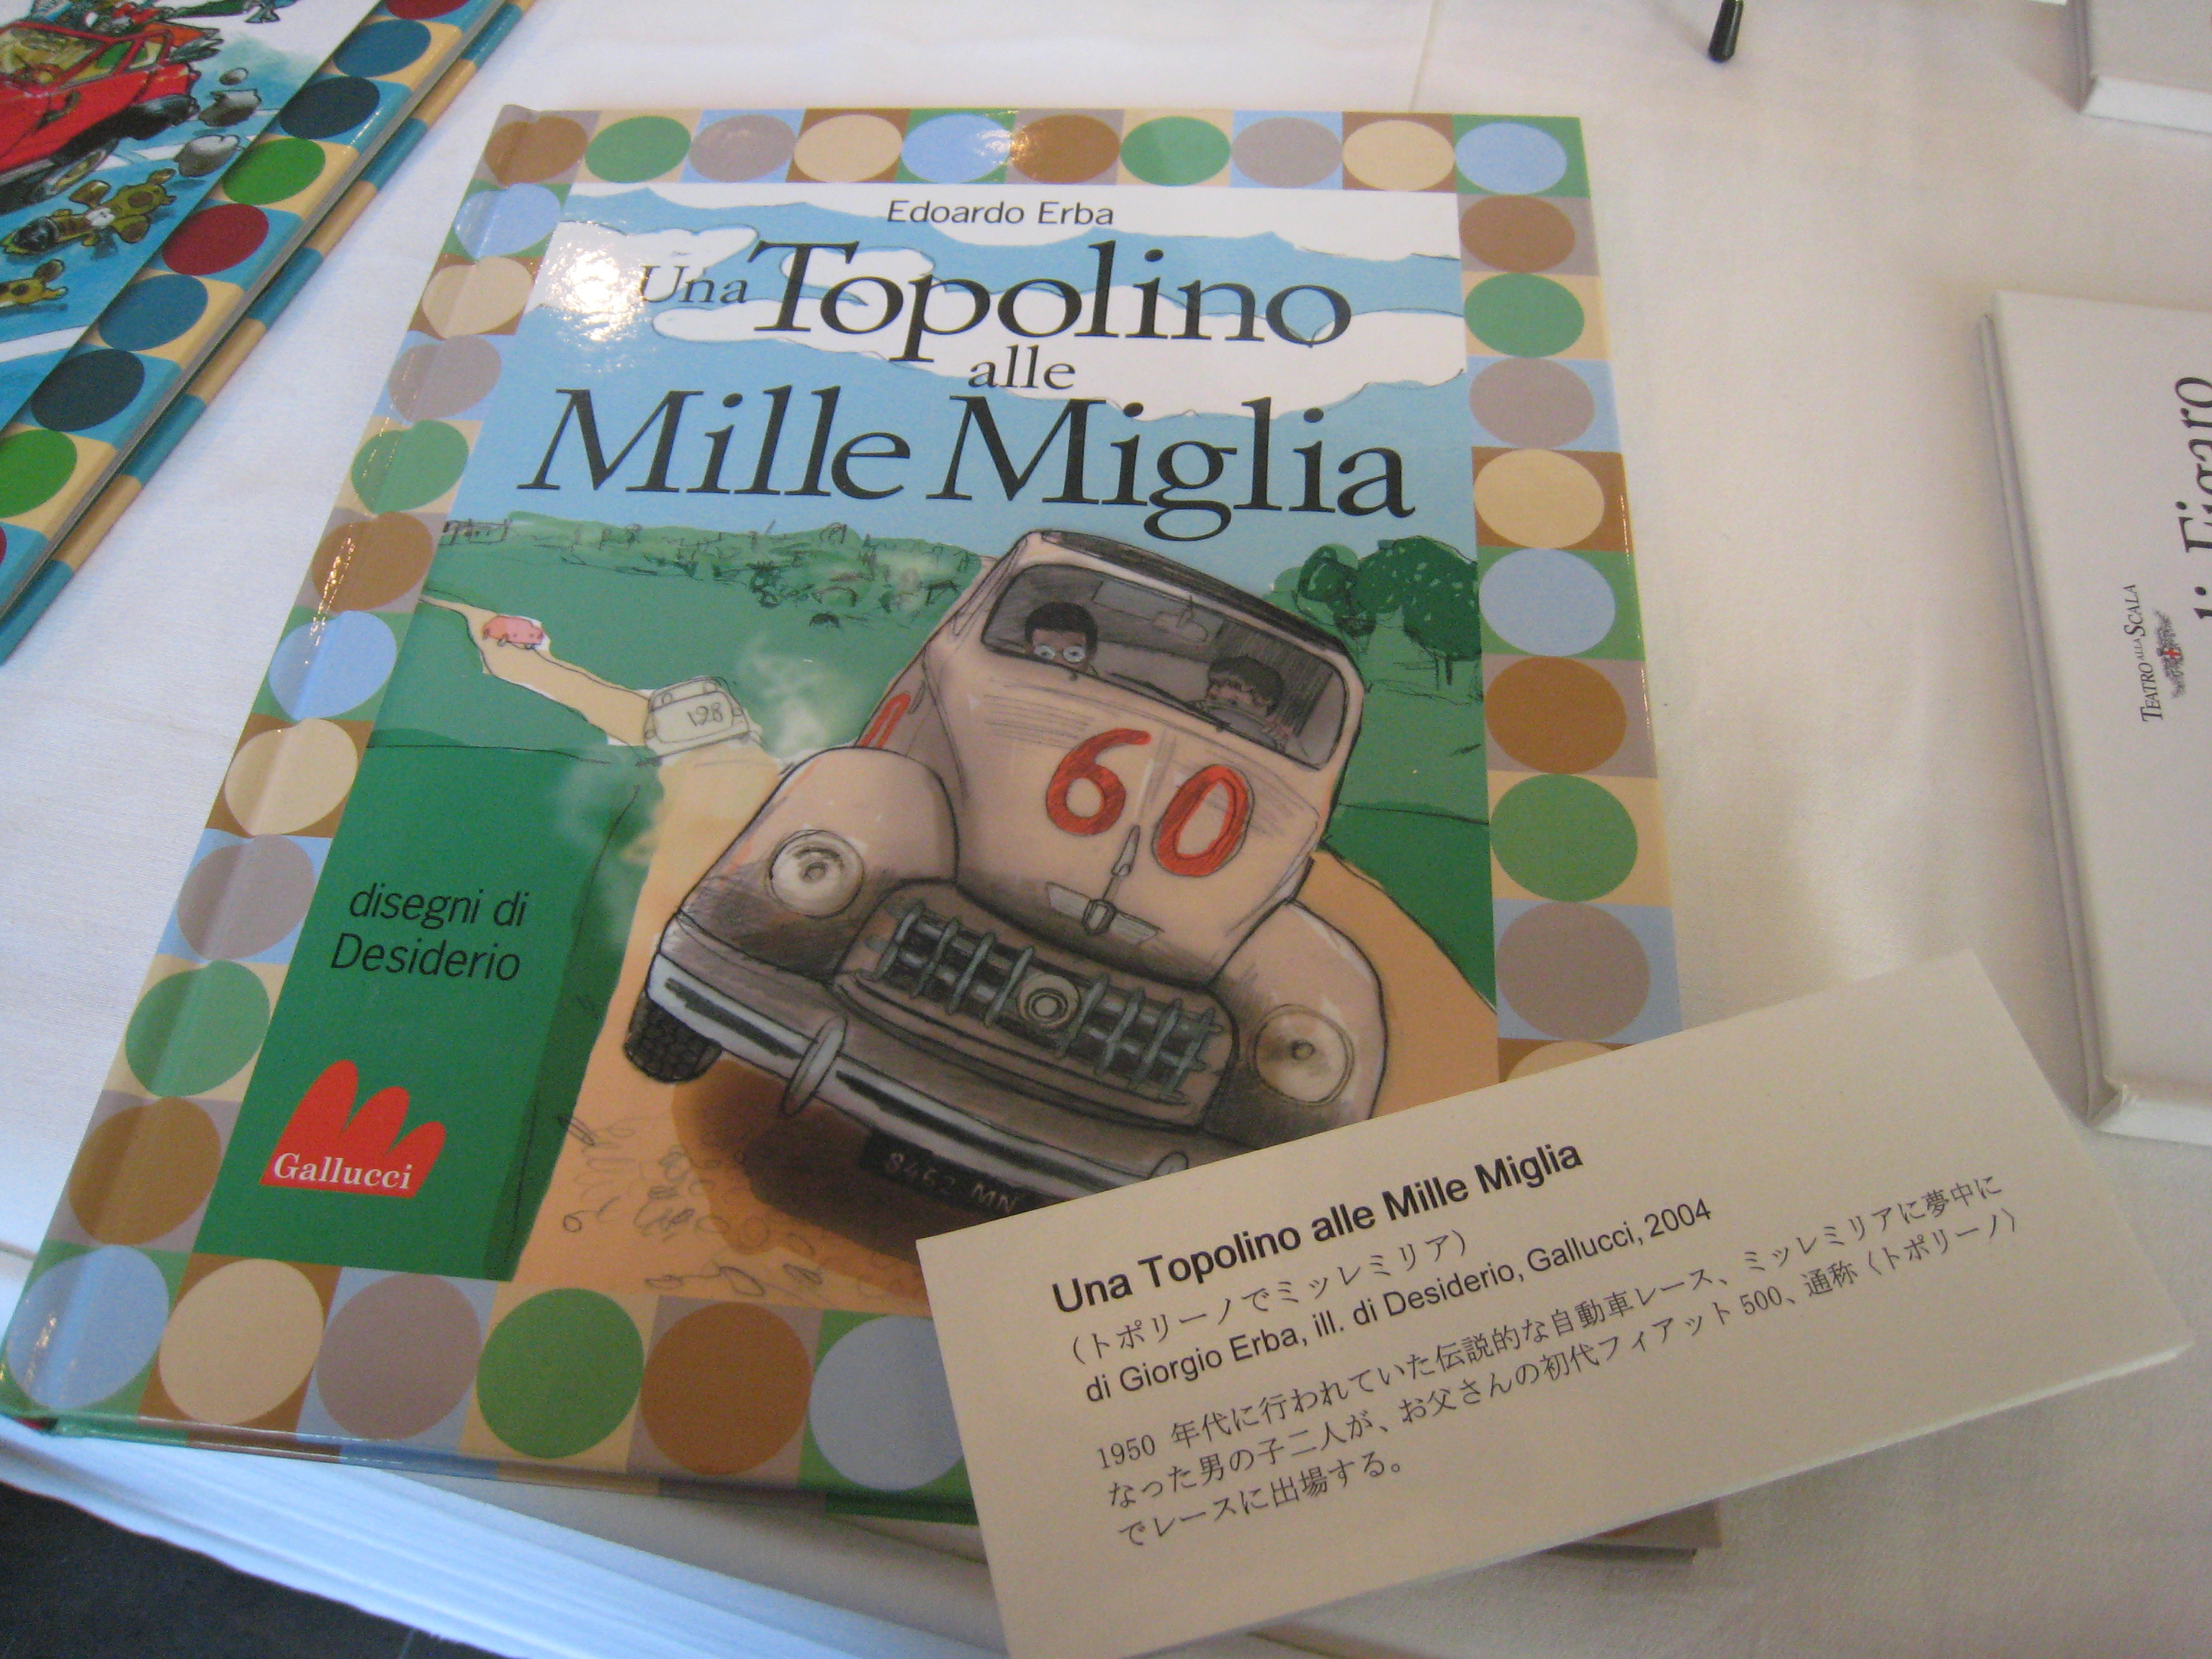 Edoardo Erba
Una Topolino
alle
Mille Miglia
198
60
disegni di
Desiderio
Gallucci
8462 MN
TEATRO ALLA SCALA
di Figaro
Una Topolino alle Mille Miglia
(トポリーノでミッレミリア)
di Giorgio Erba, ill. di Desiderio, Gallucci, 2004
1950 年代に行われていた伝説的な自動車レース、ミッレミリアに夢中に
なった男の子二人が、お父さんの初代フィアット 500、通称〈トポリーノ〉
でレースに出場する。